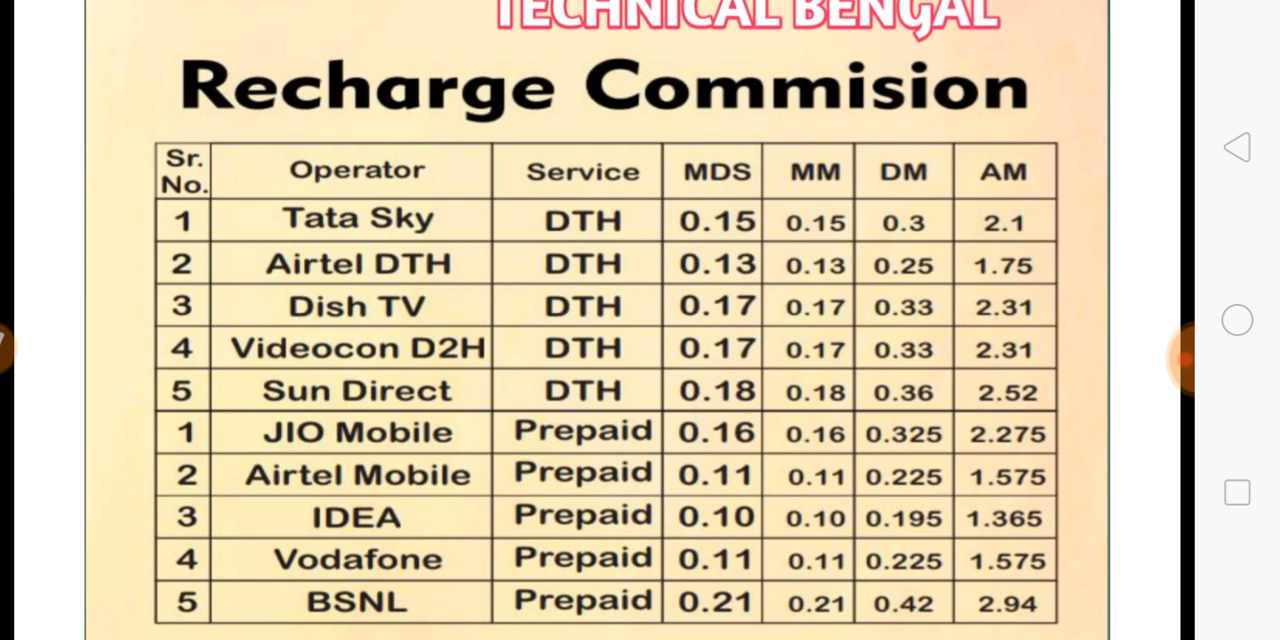 TECHNICAL BENGAL
Recharge Commision
Sr. No. Operator Service MDS MM DM AM
1 Tata Sky DTH 0.15 0.15 0.3 2.1
2 Airtel DTH DTH 0.13 0.13 0.25 1.75
3 Dish TV DTH 0.17 0.17 0.33 2.31
4 Videocon D2H DTH 0.17 0.17 0.33 2.31
5 Sun Direct DTH 0.18 0.18 0.36 2.52
1 JIO Mobile Prepaid 0.16 0.16 0.325 2.275
2 Airtel Mobile Prepaid 0.11 0.11 0.225 1.575
3 IDEA Prepaid 0.10 0.10 0.195 1.365
4 Vodafone Prepaid 0.11 0.11 0.225 1.575
5 BSNL Prepaid 0.21 0.21 0.42 2.94